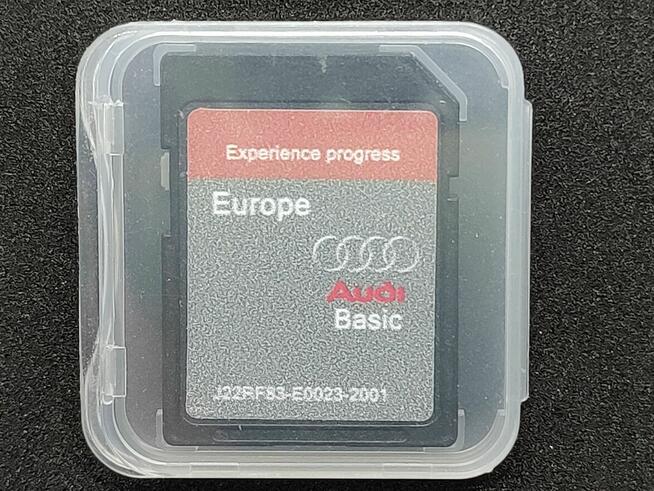 Experience progress
Europe
Audi
Basic
J22RF83-E0023-2001